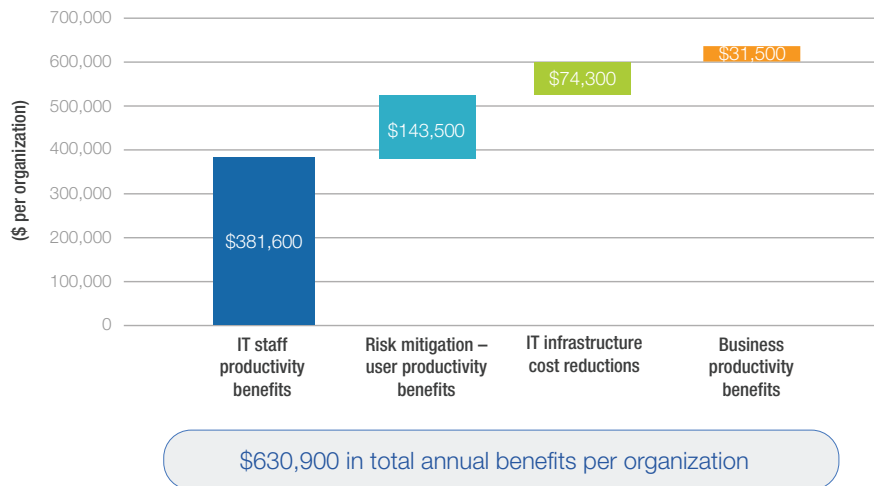 ($ per organization)
700,000
600,000
500,000
400,000
300,000
200,000
100,000
0
$381,600
$143,500
$74,300
$31,500
IT staff
productivity
benefits
Risk mitigation –
user productivity
benefits
IT infrastructure
cost reductions
Business
productivity
benefits
$630,900 in total annual benefits per organization